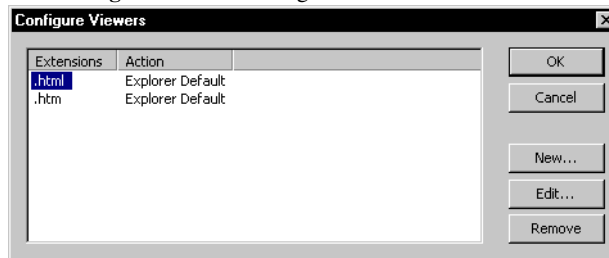 Configure Viewers
Extensions Action
.html Explorer Default
.htm Explorer Default
OK
Cancel
New...
Edit...
Remove